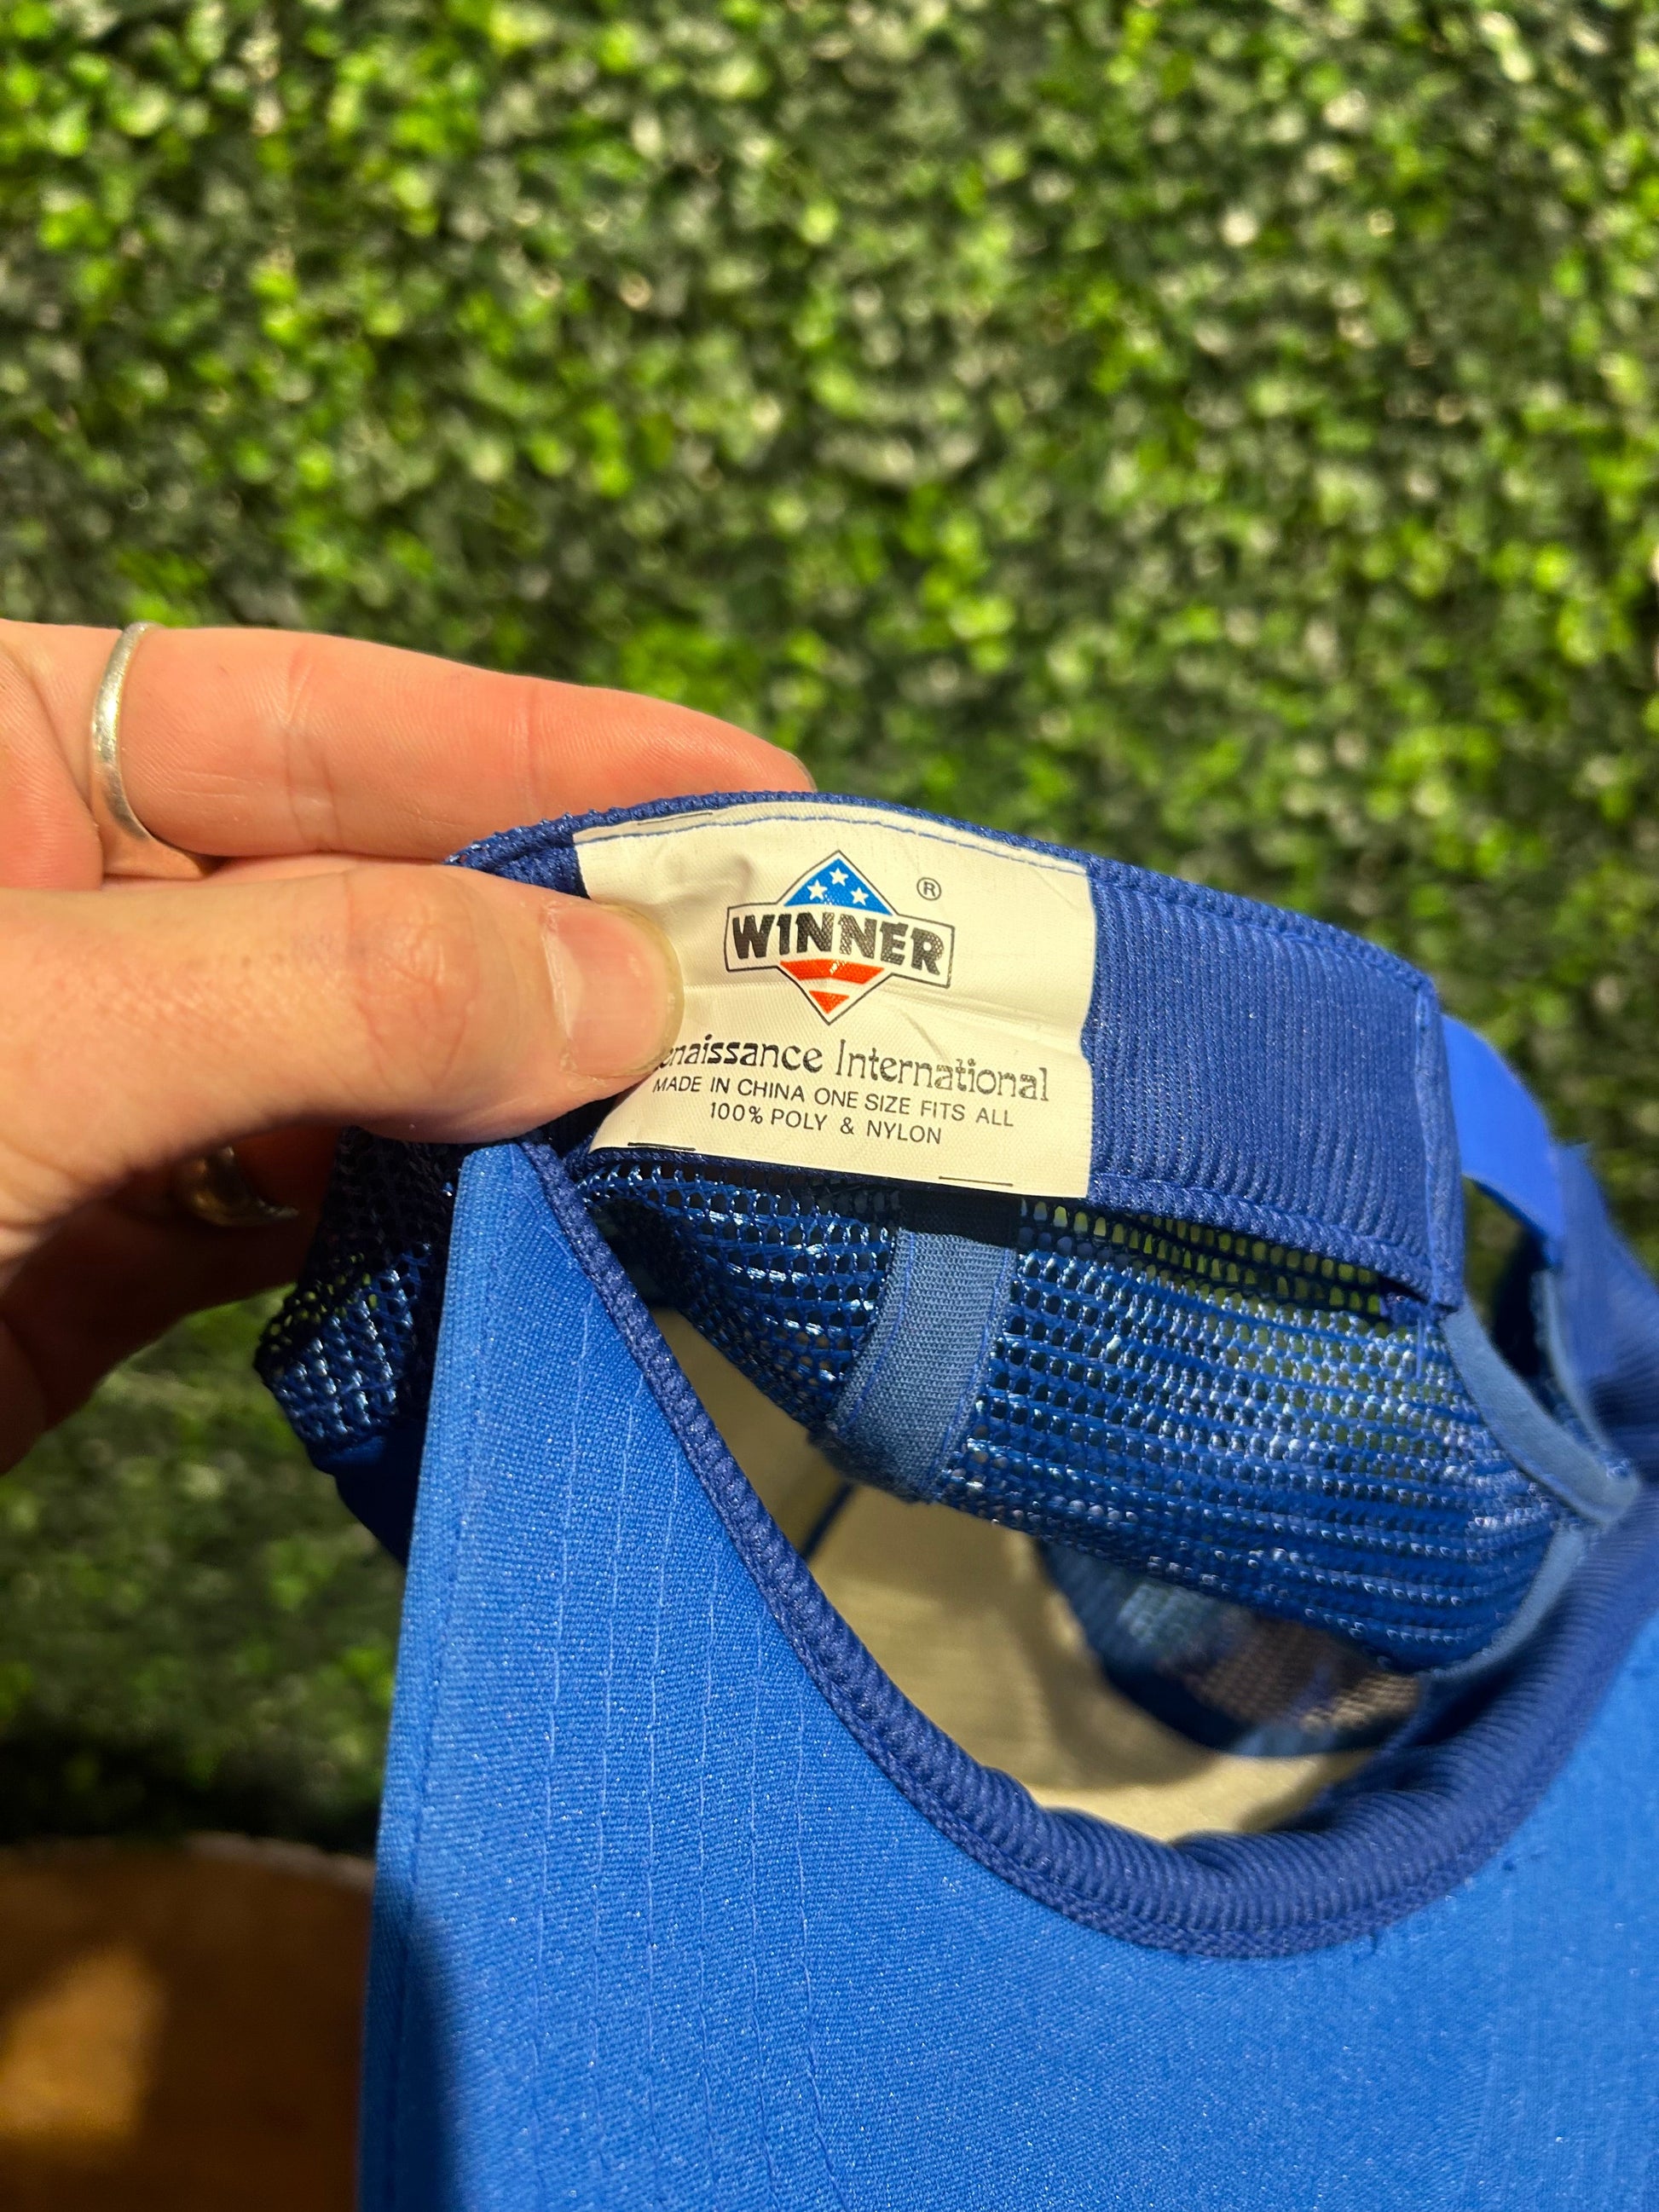 WINNER ®
enaissance International
MADE IN CHINA ONE SIZE FITS ALL
100% POLY & NYLON